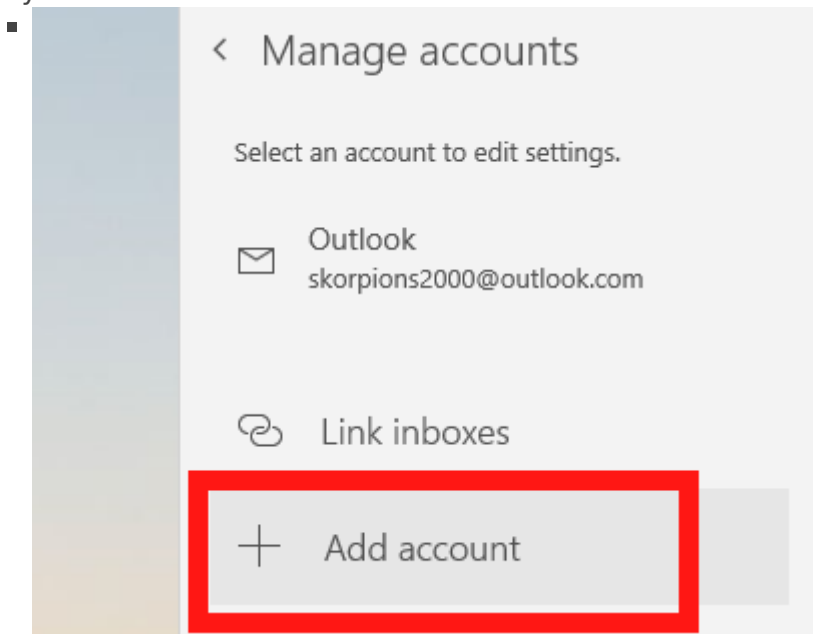 Manage accounts
Select an account to edit settings.
Outlook
skorpions2000@outlook.com
Link inboxes
Add account